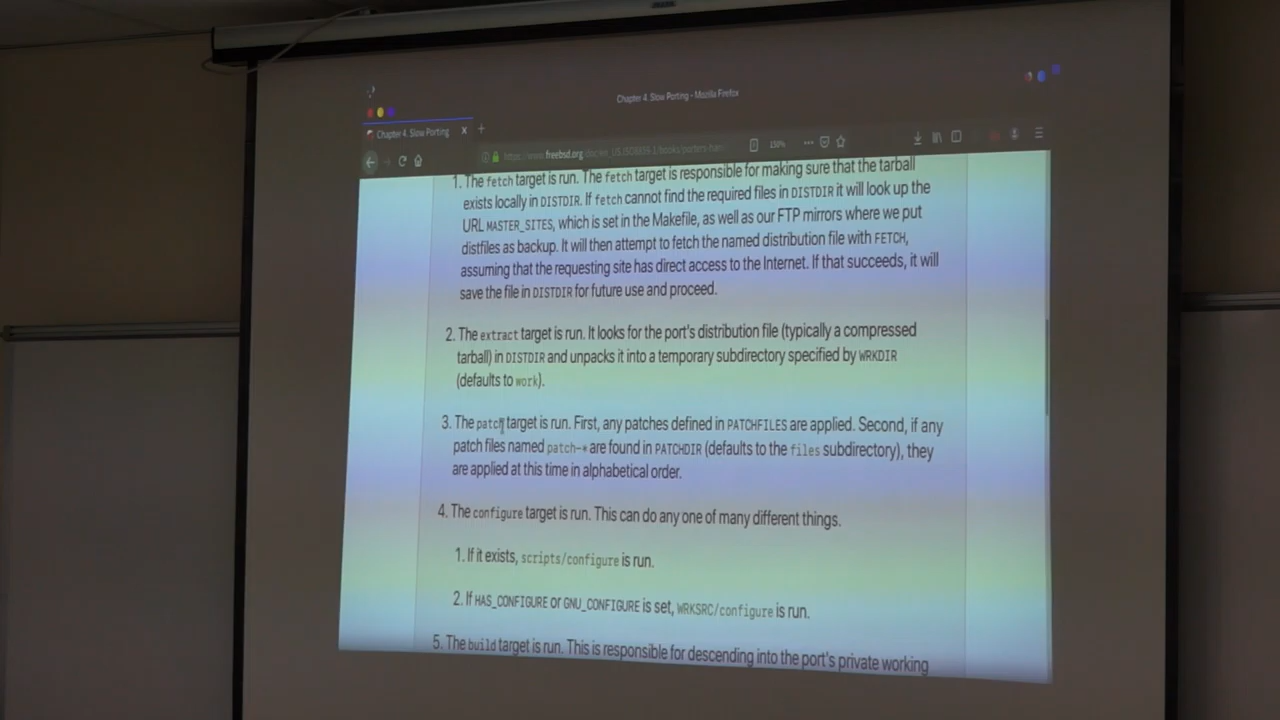 Chapter 4. Slow Porting - Mozilla Firefox
Chapter 4. Slow Porting
https://www.freebsd.org/doc/en_US.ISO8859-1/books/porters-han
150%
1. The fetch target is run. The fetch target is responsible for making sure that the tarball
exists locally in DISTDIR. If fetch cannot find the required files in DISTDIR it will look up the
URL MASTER_SITES, which is set in the Makefile, as well as our FTP mirrors where we put
distfiles as backup. It will then attempt to fetch the named distribution file with FETCH,
assuming that the requesting site has direct access to the Internet. If that succeeds, it will
save the file in DISTDIR for future use and proceed.
2. The extract target is run. It looks for the port's distribution file (typically a compressed
tarball) in DISTDIR and unpacks it into a temporary subdirectory specified by WRKDIR
(defaults to work).
3. The patch target is run. First, any patches defined in PATCHFILES are applied. Second, if any
patch files named patch-* are found in PATCHDIR (defaults to the files subdirectory), they
are applied at this time in alphabetical order.
4. The configure target is run. This can do any one of many different things.
1. If it exists, scripts/configure is run.
2. If HAS_CONFIGURE or GNU_CONFIGURE is set, WRKSRC/configure is run.
5. The build target is run. This is responsible for descending into the port's private working